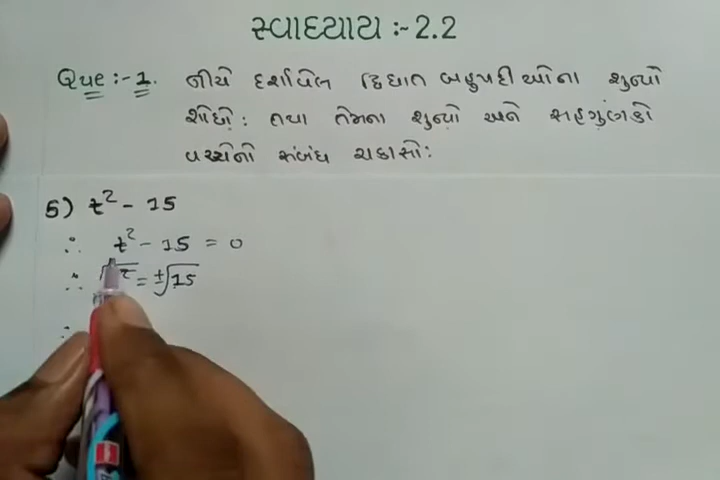 સ્વાધ્યાય :- 2.2
Que :- 1. નીચે દર્શાવેલ દ્વિઘાત બહુપદીઓના શુન્યો
શોધો : તથા તેમના શુન્યો અને સહગુણકો
વચ્ચેનો સંબંધ ચકાસો :
5) t² - 15
∴ t² - 15 = 0
∴ = ±√15